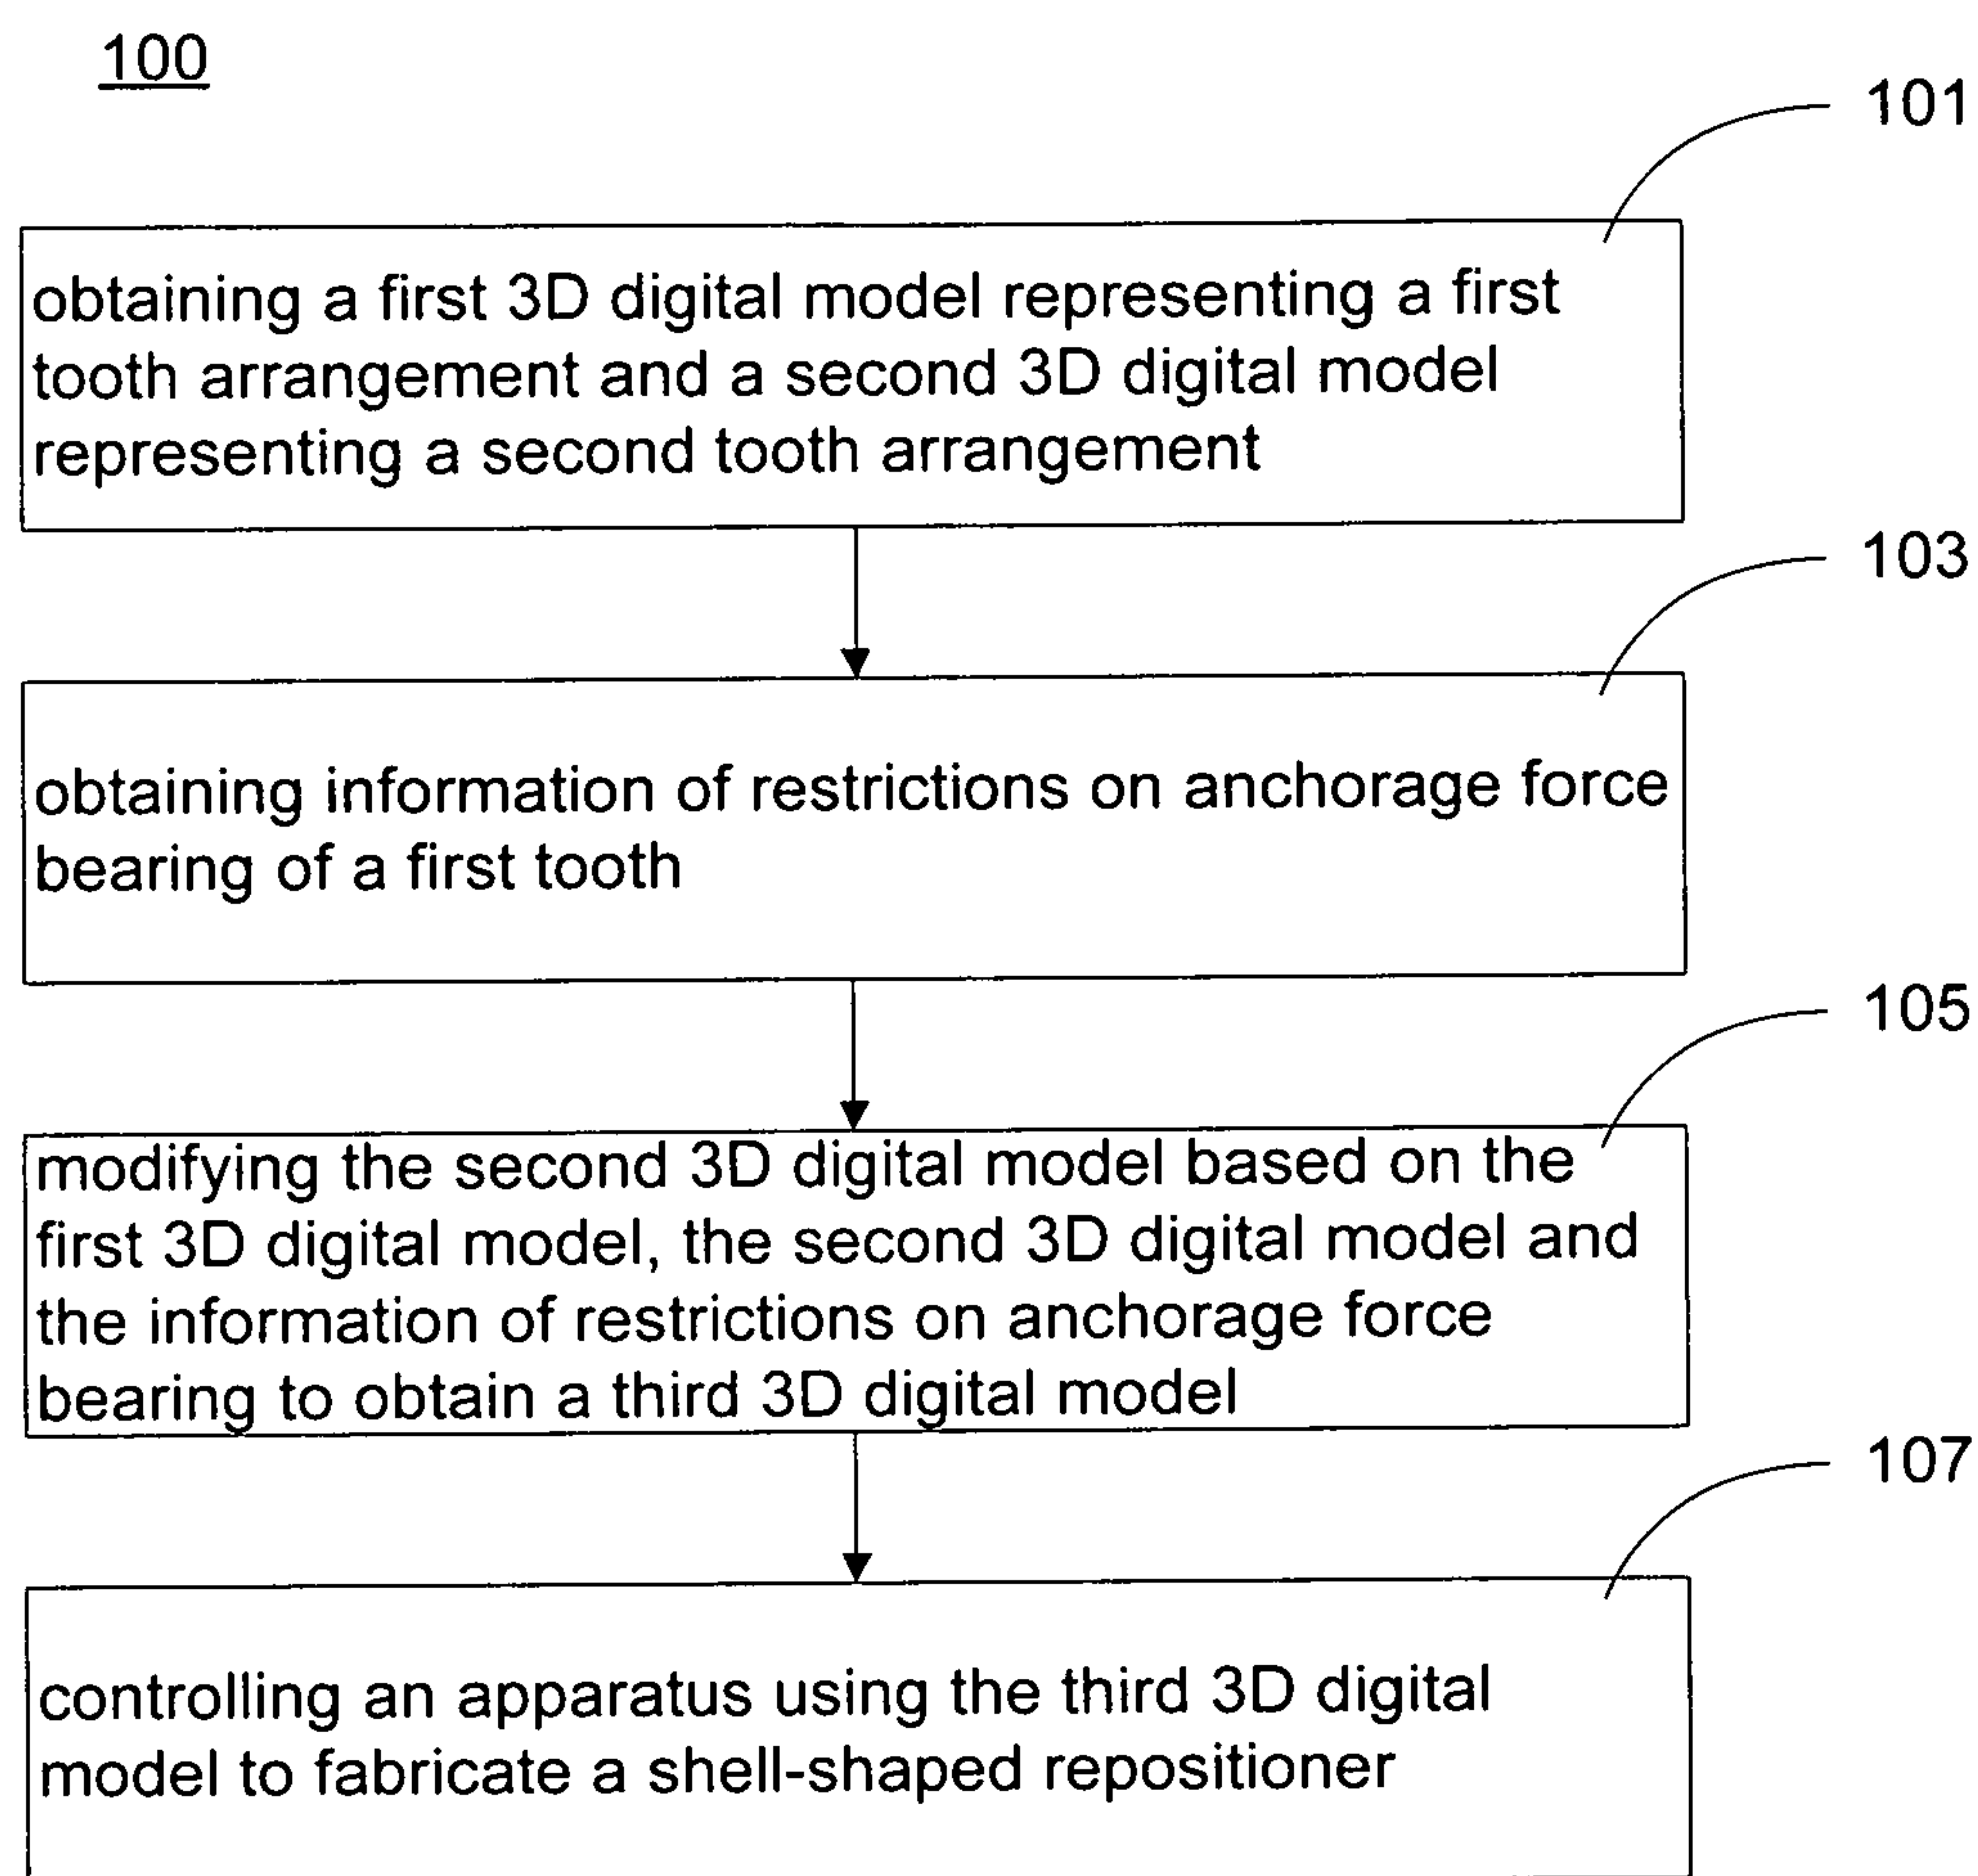 100
101
obtaining a first 3D digital model representing a first
tooth arrangement and a second 3D digital model
representing a second tooth arrangement
103
obtaining information of restrictions on anchorage force
bearing of a first tooth
105
modifying the second 3D digital model based on the
first 3D digital model, the second 3D digital model and
the information of restrictions on anchorage force
bearing to obtain a third 3D digital model
107
controlling an apparatus using the third 3D digital
model to fabricate a shell-shaped repositioner